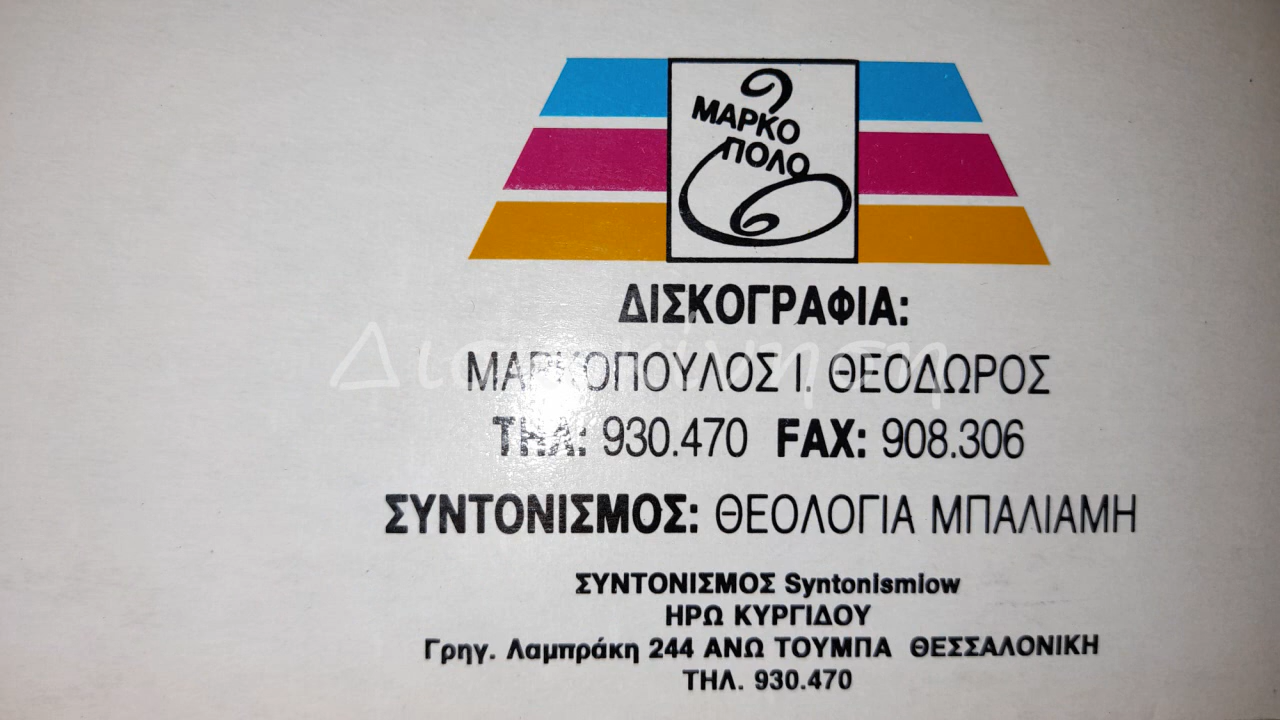 ΜΑΡΚΟ
ΠΟΛΟ
ΔΙΣΚΟΓΡΑΦΙΑ:
ΜΑΡΚΟΠΟΥΛΟΣ Ι. ΘΕΟΔΩΡΟΣ
ΤΗΛ: 930.470 FAX: 908.306
ΣΥΝΤΟΝΙΣΜΟΣ: ΘΕΟΛΟΓΙΑ ΜΠΑΛΙΑΜΗ
ΣΥΝΤΟΝΙΣΜΟΣ Syntonismiow
ΗΡΩ ΚΥΡΓΙΔΟΥ
Γρηγ. Λαμπράκη 244 ΑΝΩ ΤΟΥΜΠΑ ΘΕΣΣΑΛΟΝΙΚΗ
ΤΗΛ. 930.470